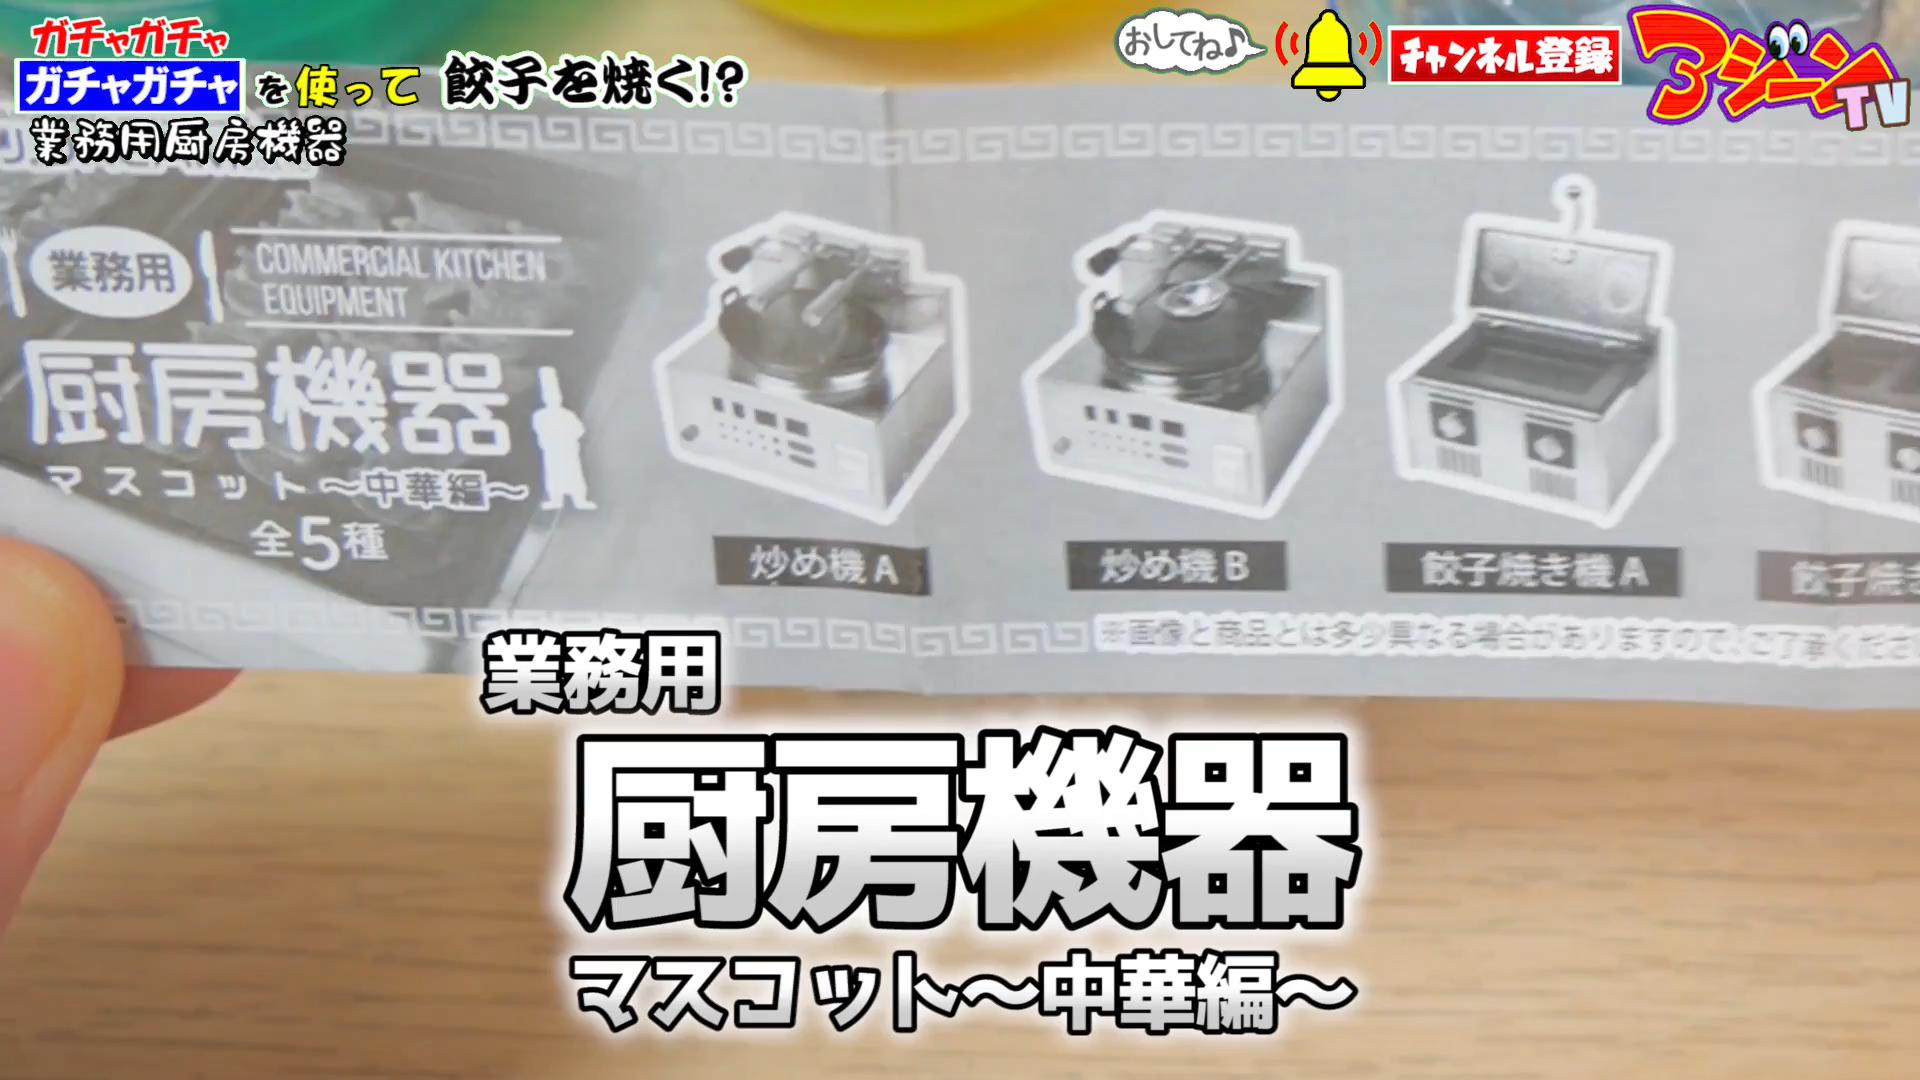 ガチャガチャ
ガチャガチャを使って 餃子を焼く!?
業務用厨房機器
おしてね♪
チャンネル登録
アジーンTV
業務用
COMMERCIAL KITCHEN
EQUIPMENT
厨房機器
マスコット～中華編～
全5種
炒め機A
炒め機B
餃子焼き機A
餃子焼き
※画像と商品とは多少異なる場合がありますので、ご了承くださ
業務用
厨房機器
マスコット～中華編～